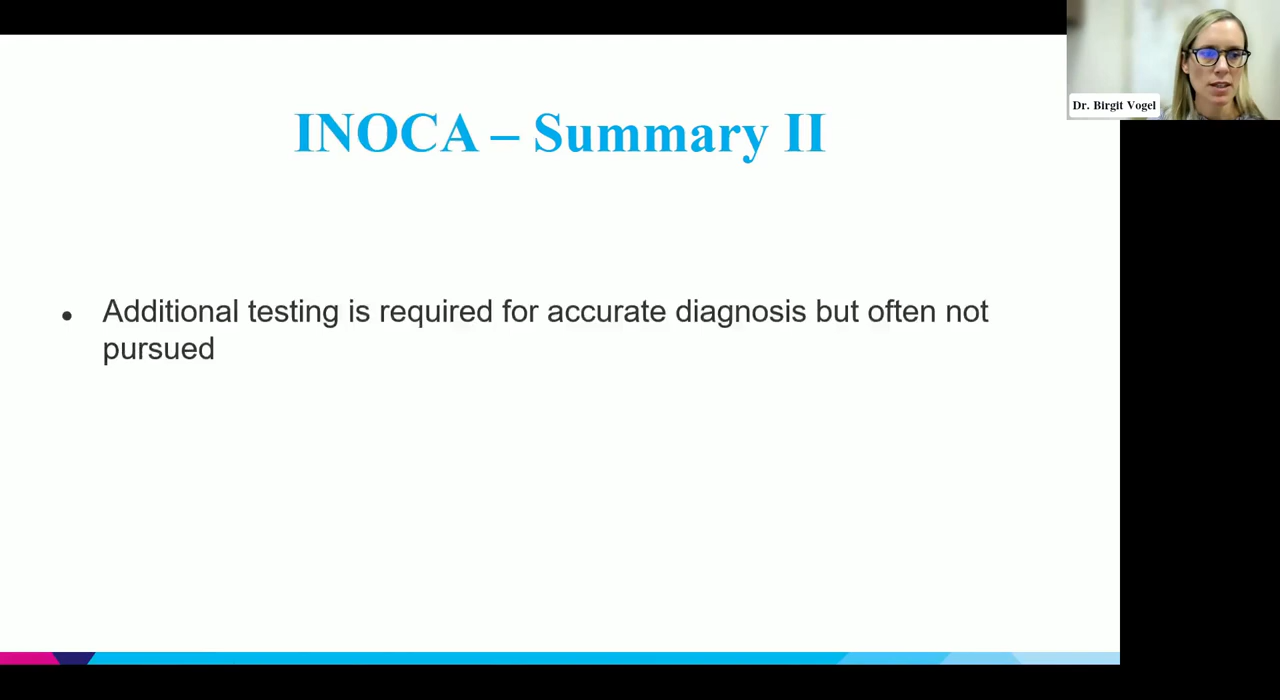 INOCA – Summary II
Dr. Birgit Vogel
• Additional testing is required for accurate diagnosis but often not
pursued